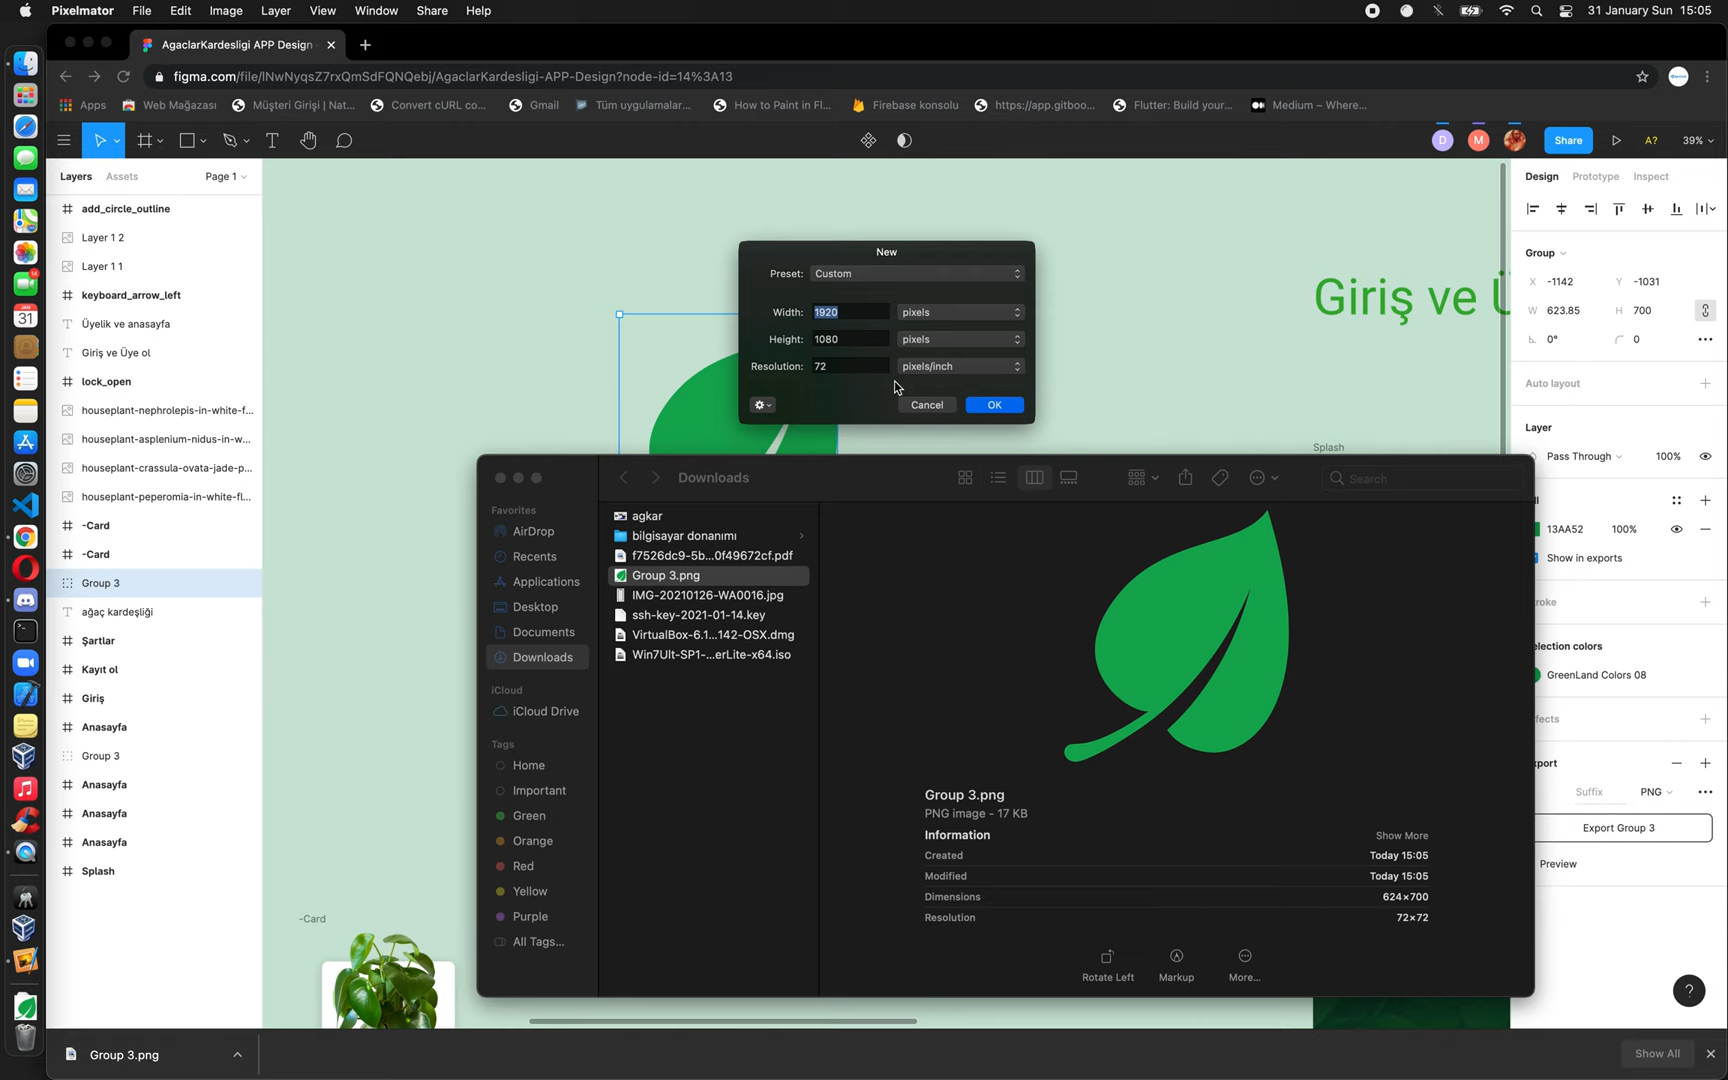 Pixelmator File Edit Image Layer View Window Share Help
31 January Sun 15:05
AgaclarKardesligi APP Design
figma.com/file/lNwNyqsZ7rxQmSdFQNQebj/AgaclarKardesligi-APP-Design?node-id=14%3A13
Apps Web Mağazası Müşteri Girişi | Nat... Convert cURL co... Gmail Tüm uygulamalar... How to Paint in Fl... Firebase konsolu https://app.gitboo... Flutter: Build your... Medium – Where...
D M Share A? 39%
Layers Assets Page 1
add_circle_outline
Layer 1 2
Layer 1 1
keyboard_arrow_left
Üyelik ve anasayfa
Giriş ve Üye ol
lock_open
houseplant-nephrolepis-in-white-f...
houseplant-asplenium-nidus-in-w...
houseplant-crassula-ovata-jade-p...
houseplant-peperomia-in-white-fl...
-Card
-Card
Group 3
ağaç kardeşliği
Şartlar
Kayıt ol
Giriş
Anasayfa
Group 3
Anasayfa
Anasayfa
Anasayfa
Splash
New
Preset: Custom
Width: 1920 pixels
Height: 1080 pixels
Resolution: 72 pixels/inch
Cancel OK
Giriş ve Ü
Splash
-Card
Downloads
Search
Favorites
AirDrop
Recents
Applications
Desktop
Documents
Downloads
iCloud
iCloud Drive
Tags
Home
Important
Green
Orange
Red
Yellow
Purple
All Tags...
agkar
bilgisayar donanımı
f7526dc9-5b...0f49672cf.pdf
Group 3.png
IMG-20210126-WA0016.jpg
ssh-key-2021-01-14.key
VirtualBox-6.1...142-OSX.dmg
Win7Ult-SP1-...erLite-x64.iso
Group 3.png
PNG image - 17 KB
Information Show More
Created Today 15:05
Modified Today 15:05
Dimensions 624×700
Resolution 72×72
Rotate Left Markup More...
Design Prototype Inspect
Group
X -1142 Y -1031
W 623.85 H 700
0° 0
Auto layout
Layer
Pass Through 100%
ll
13AA52 100%
Show in exports
roke
election colors
GreenLand Colors 08
fects
xport
Suffix PNG
Export Group 3
Preview
?
Group 3.png
Show All